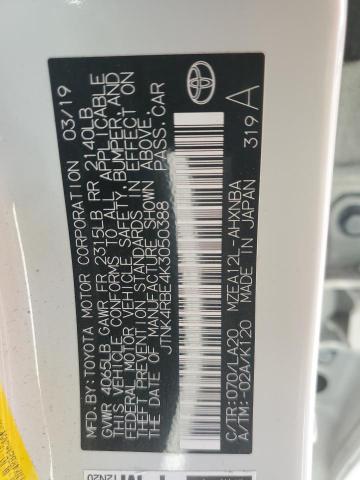 MFD. BY: TOYOTA MOTOR CORPORATION 03/19
GVWR 4065LB GAWR FR 2315LB RR 2140LB
THIS VEHICLE CONFORMS TO ALL APPLICABLE
FEDERAL MOTOR VEHICLE SAFETY, BUMPER, AND
THEFT PREVENTION STANDARDS IN EFFECT ON
THE DATE OF MANUFACTURE SHOWN ABOVE.
JTNK4RBE4K3050388 PASS. CAR
TOYOTA
C/TR:070/LA20 MZEA12L-AHXNBA
A/TM:-02A/K120 MADE IN JAPAN 319 A